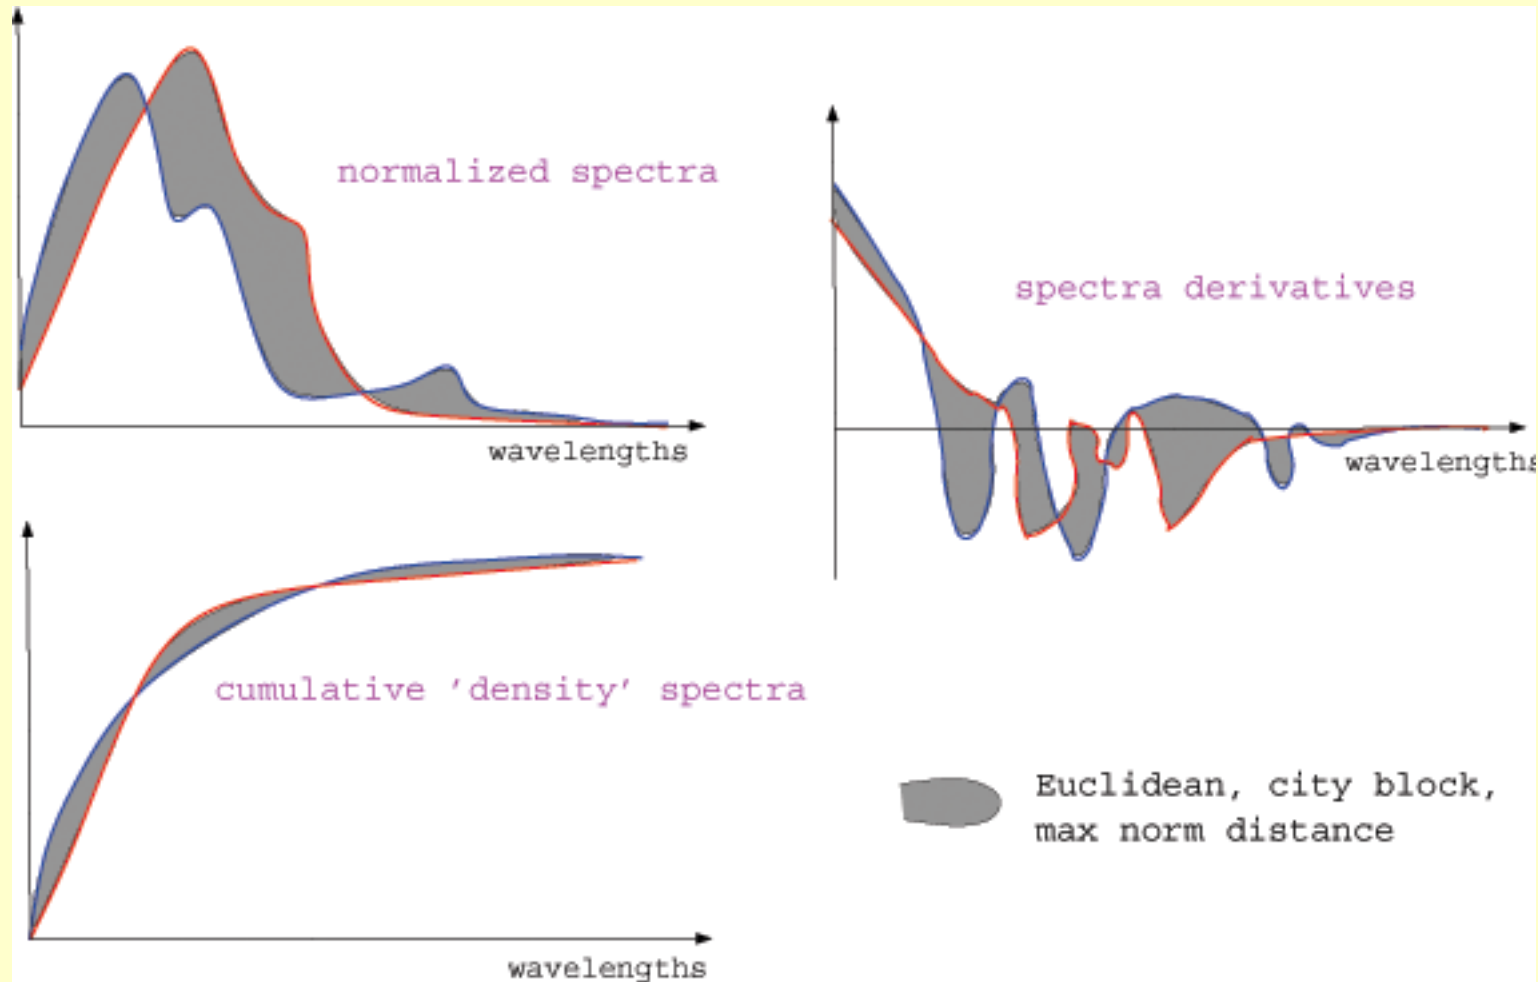 normalized spectra
wavelengths
spectra derivatives
wavelengths
cumulative 'density' spectra
wavelengths
Euclidean, city block,
max norm distance